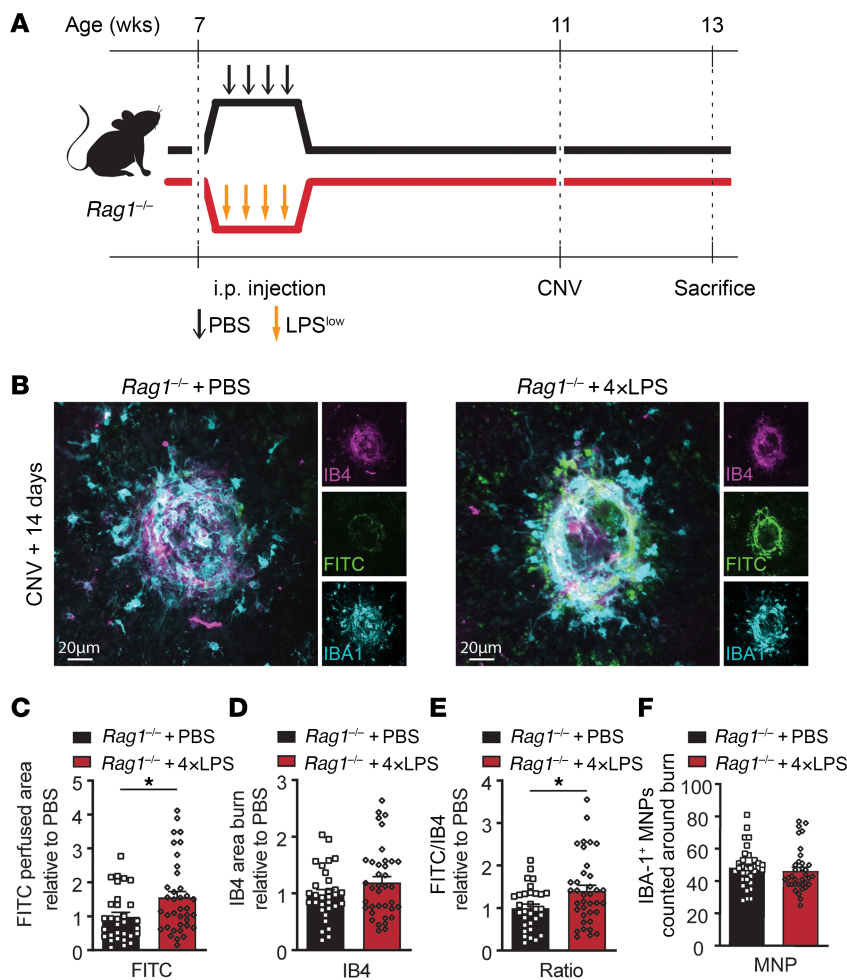 A
Age (wks) 7 11 13
Rag1–/–
i.p. injection CNV Sacrifice
PBS LPSlow
B
Rag1–/– + PBS
Rag1–/– + 4×LPS
CNV + 14 days
IB4
FITC
IBA1
20µm
IB4
FITC
IBA1
20µm
C
Rag1–/– + PBS
Rag1–/– + 4×LPS
FITC perfused area
relative to PBS
5
4
3
2
1
0
*
FITC
D
Rag1–/– + PBS
Rag1–/– + 4×LPS
IB4 area burn
relative to PBS
3
2
1
0
IB4
E
Rag1–/– + PBS
Rag1–/– + 4×LPS
FITC/IB4
relative to PBS
4
3
2
1
0
*
Ratio
F
Rag1–/– + PBS
Rag1–/– + 4×LPS
IBA-1+ MNPs
counted around burn
100
80
60
40
20
0
MNP